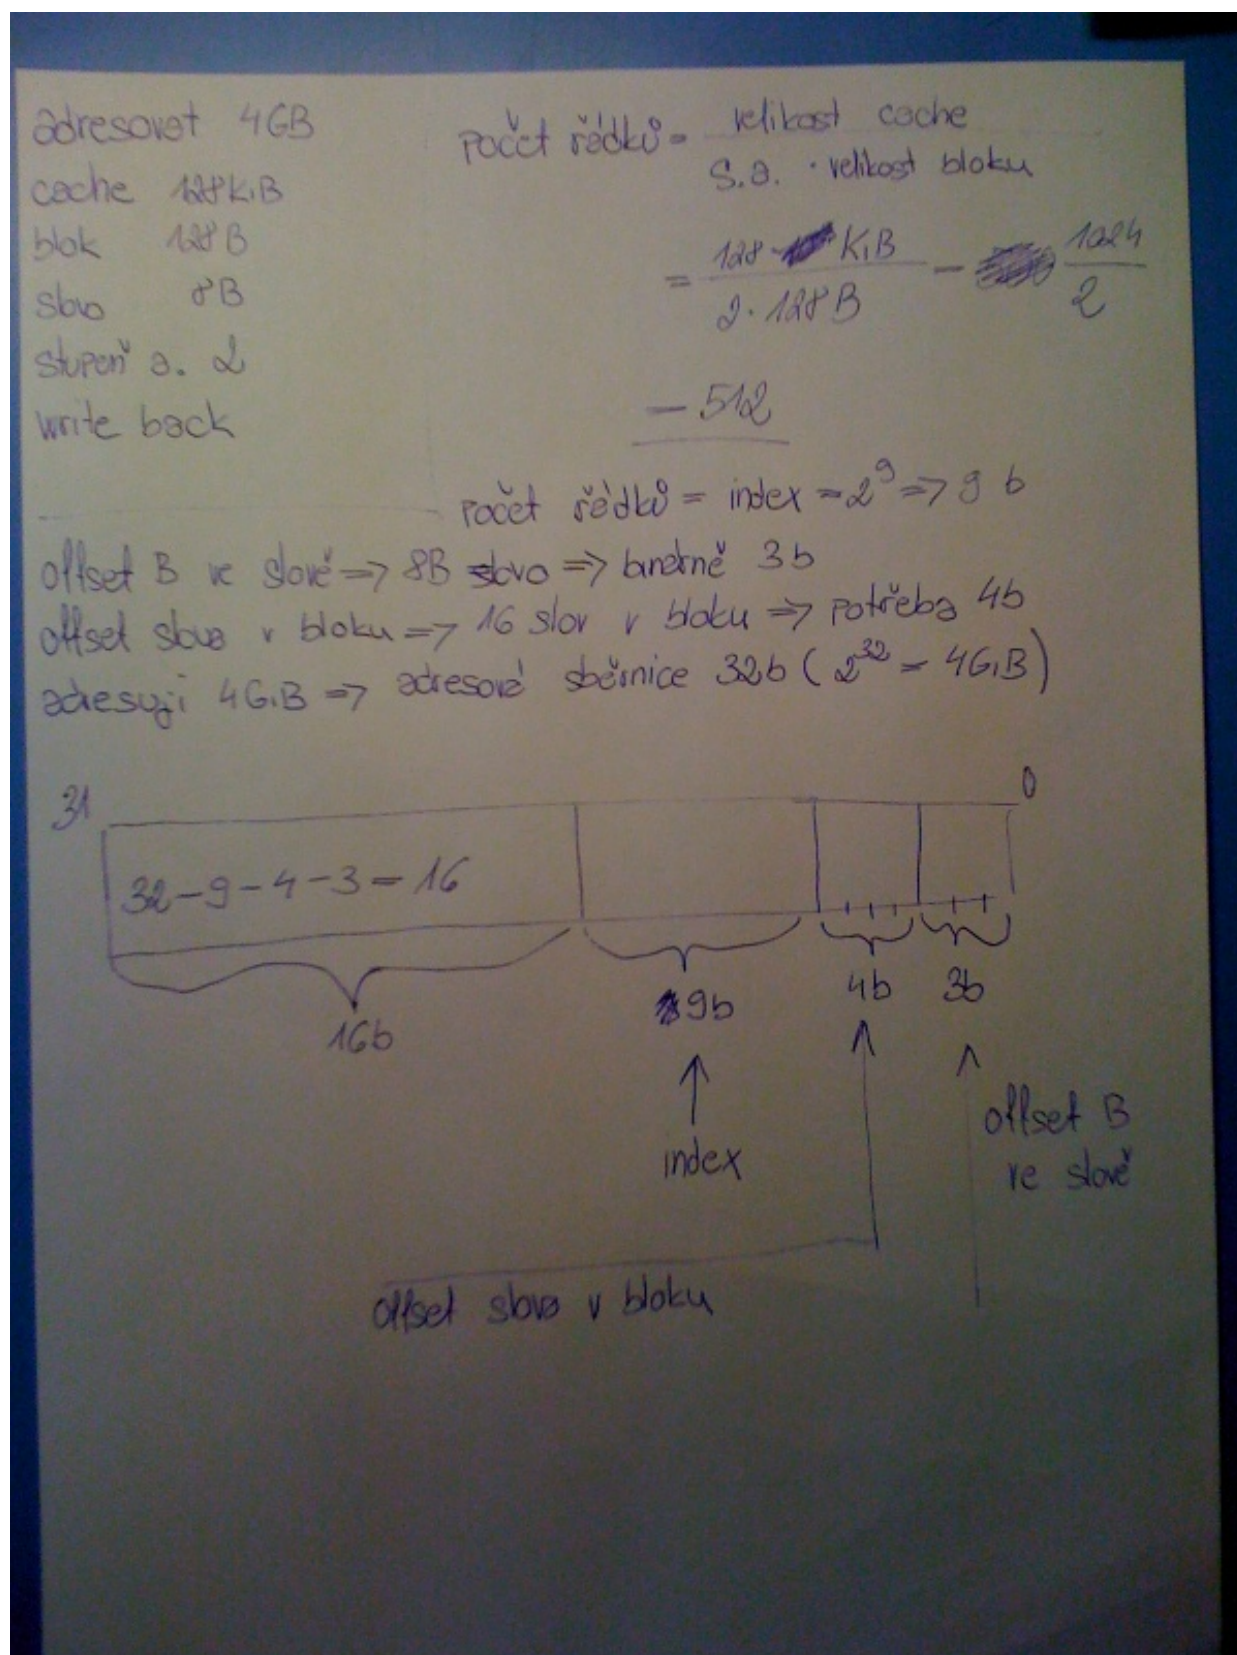 adresovat 4GB
cache 128KiB
blok 128B
slovo 8B
stupeň a. 2
write back
počet řádků = velikost cache
s.a. · velikost bloku
= 128 KiB
2·128B
= 1024
2
= 512
počet řádků = index = 2^9 => 9 b
offset B ve slově => 8B slovo => binárně 3b
offset slova v bloku => 16 slov v bloku => potřeba 4b
adresuji 4GiB => adresová sběrnice 32b (2^32 = 4GiB)
31 0
32-9-4-3=16
16b 9b 4b 3b
index
offset B
ve slově
offset slova v bloku